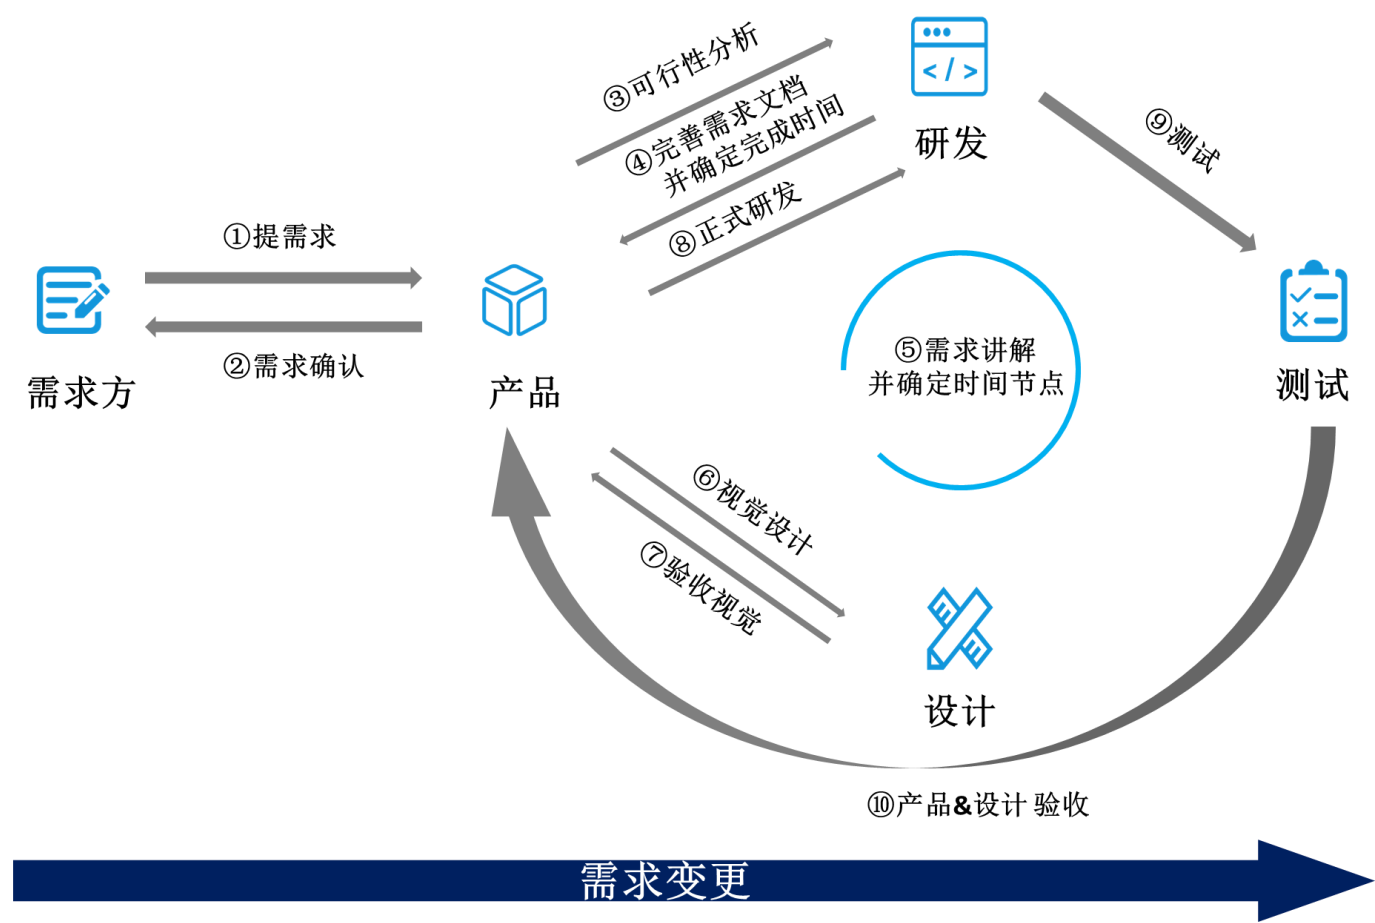 ③可行性分析
④完善需求文档
并确定完成时间
⑧正式研发
研发
⑨测试
①提需求
②需求确认
需求方
产品
⑤需求讲解
并确定时间节点
测试
⑥视觉设计
⑦验收视觉
设计
⑩产品&设计 验收
需求变更